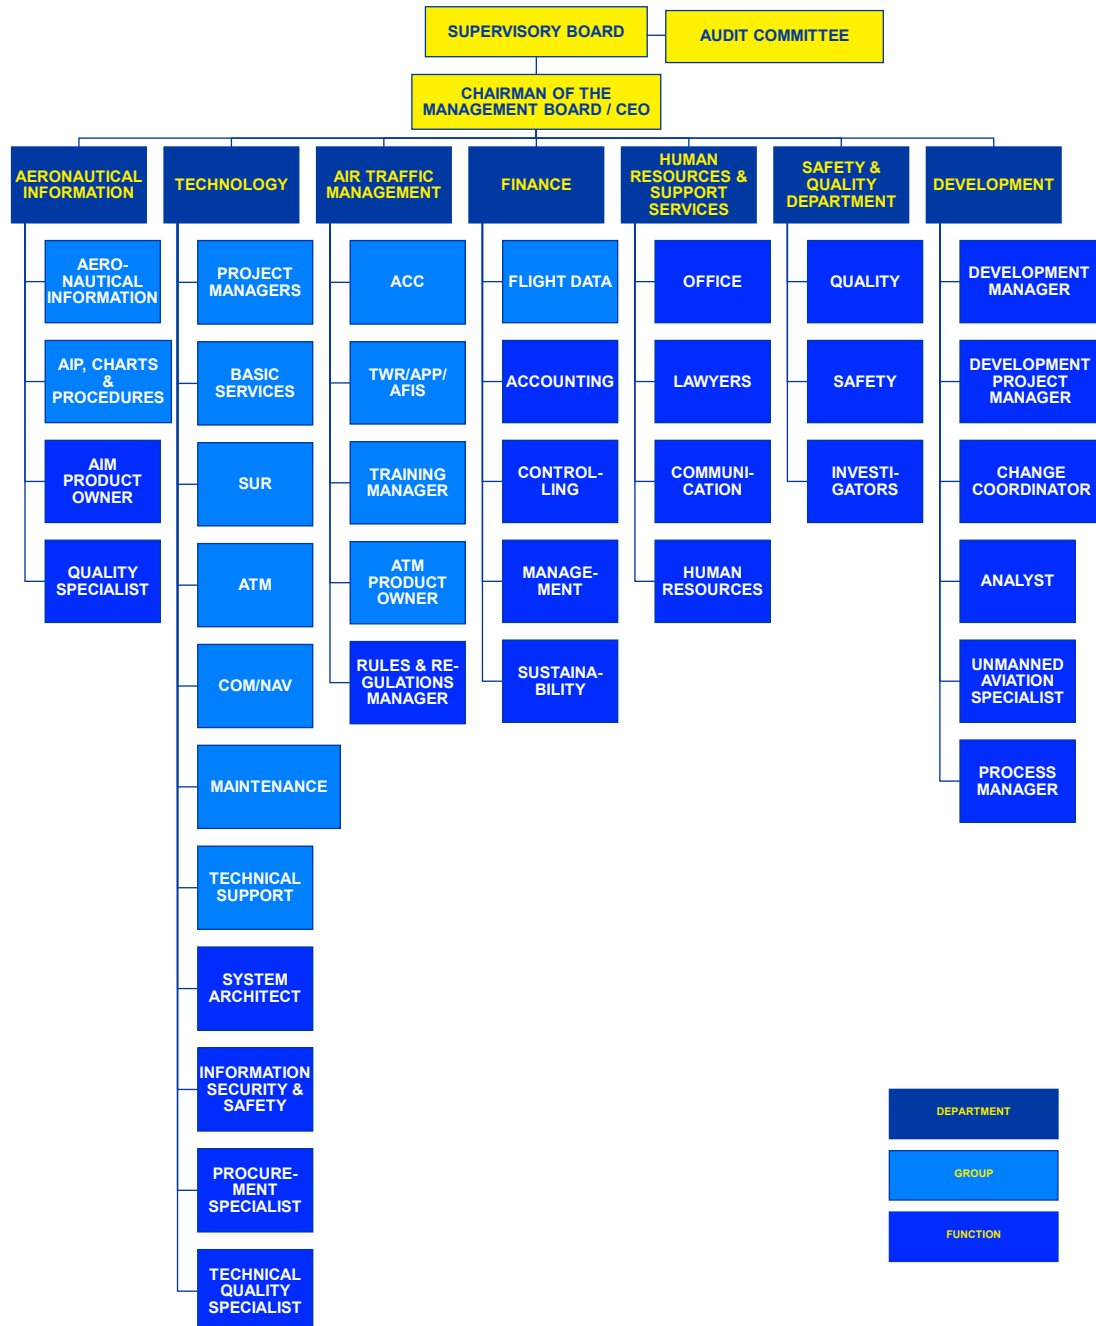 SUPERVISORY BOARD
AUDIT COMMITTEE
CHAIRMAN OF THE
MANAGEMENT BOARD / CEO
AERONAUTICAL
INFORMATION
AERO-
NAUTICAL
INFORMATION
AIP, CHARTS
&
PROCEDURES
AIM
PRODUCT
OWNER
QUALITY
SPECIALIST
TECHNOLOGY
PROJECT
MANAGERS
BASIC
SERVICES
SUR
ATM
COM/NAV
MAINTENANCE
TECHNICAL
SUPPORT
SYSTEM
ARCHITECT
INFORMATION
SECURITY &
SAFETY
PROCURE-
MENT
SPECIALIST
TECHNICAL
QUALITY
SPECIALIST
AIR TRAFFIC
MANAGEMENT
ACC
TWR/APP/
AFIS
TRAINING
MANAGER
ATM
PRODUCT
OWNER
RULES & RE-
GULATIONS
MANAGER
FINANCE
FLIGHT DATA
ACCOUNTING
CONTROL-
LING
MANAGE-
MENT
SUSTAINA-
BILITY
HUMAN
RESOURCES &
SUPPORT
SERVICES
OFFICE
LAWYERS
COMMUNI-
CATION
HUMAN
RESOURCES
SAFETY &
QUALITY
DEPARTMENT
QUALITY
SAFETY
INVESTI-
GATORS
DEVELOPMENT
DEVELOPMENT
MANAGER
DEVELOPMENT
PROJECT
MANAGER
CHANGE
COORDINATOR
ANALYST
UNMANNED
AVIATION
SPECIALIST
PROCESS
MANAGER
DEPARTMENT
GROUP
FUNCTION